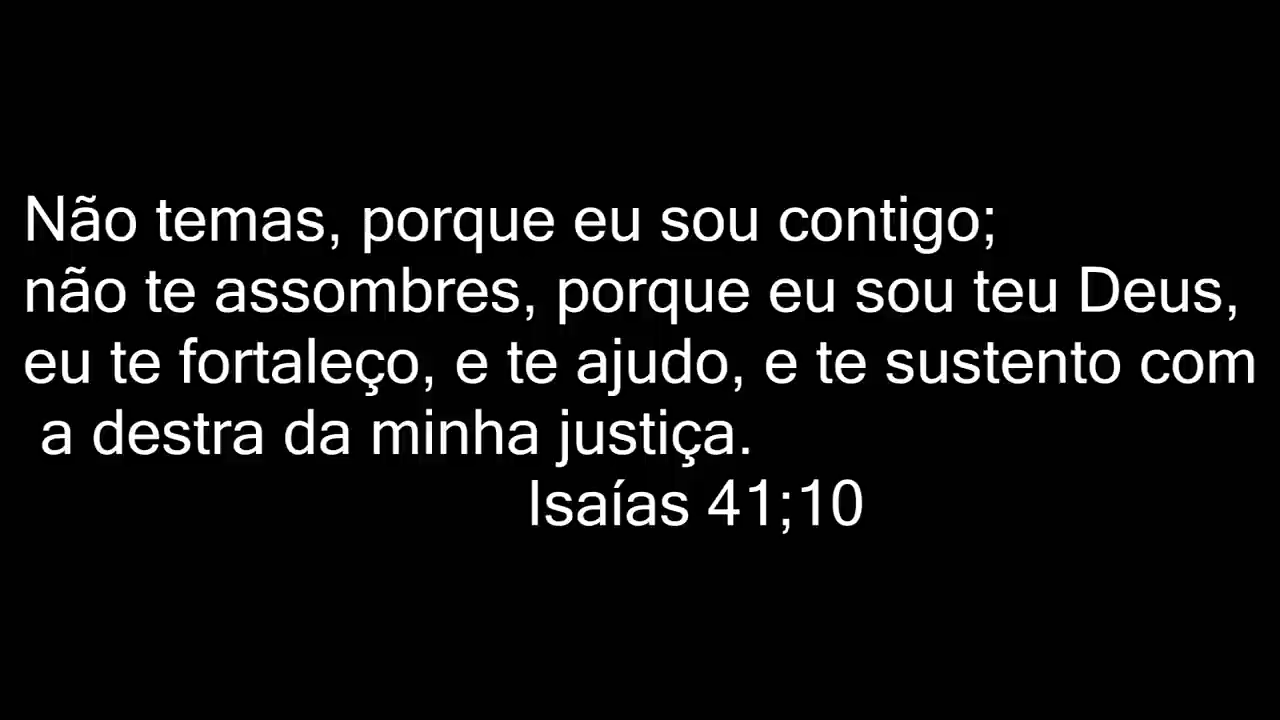 Não temas, porque eu sou contigo;
não te assombres, porque eu sou teu Deus,
eu te fortaleço, e te ajudo, e te sustento com
a destra da minha justiça.
Isaías 41;10